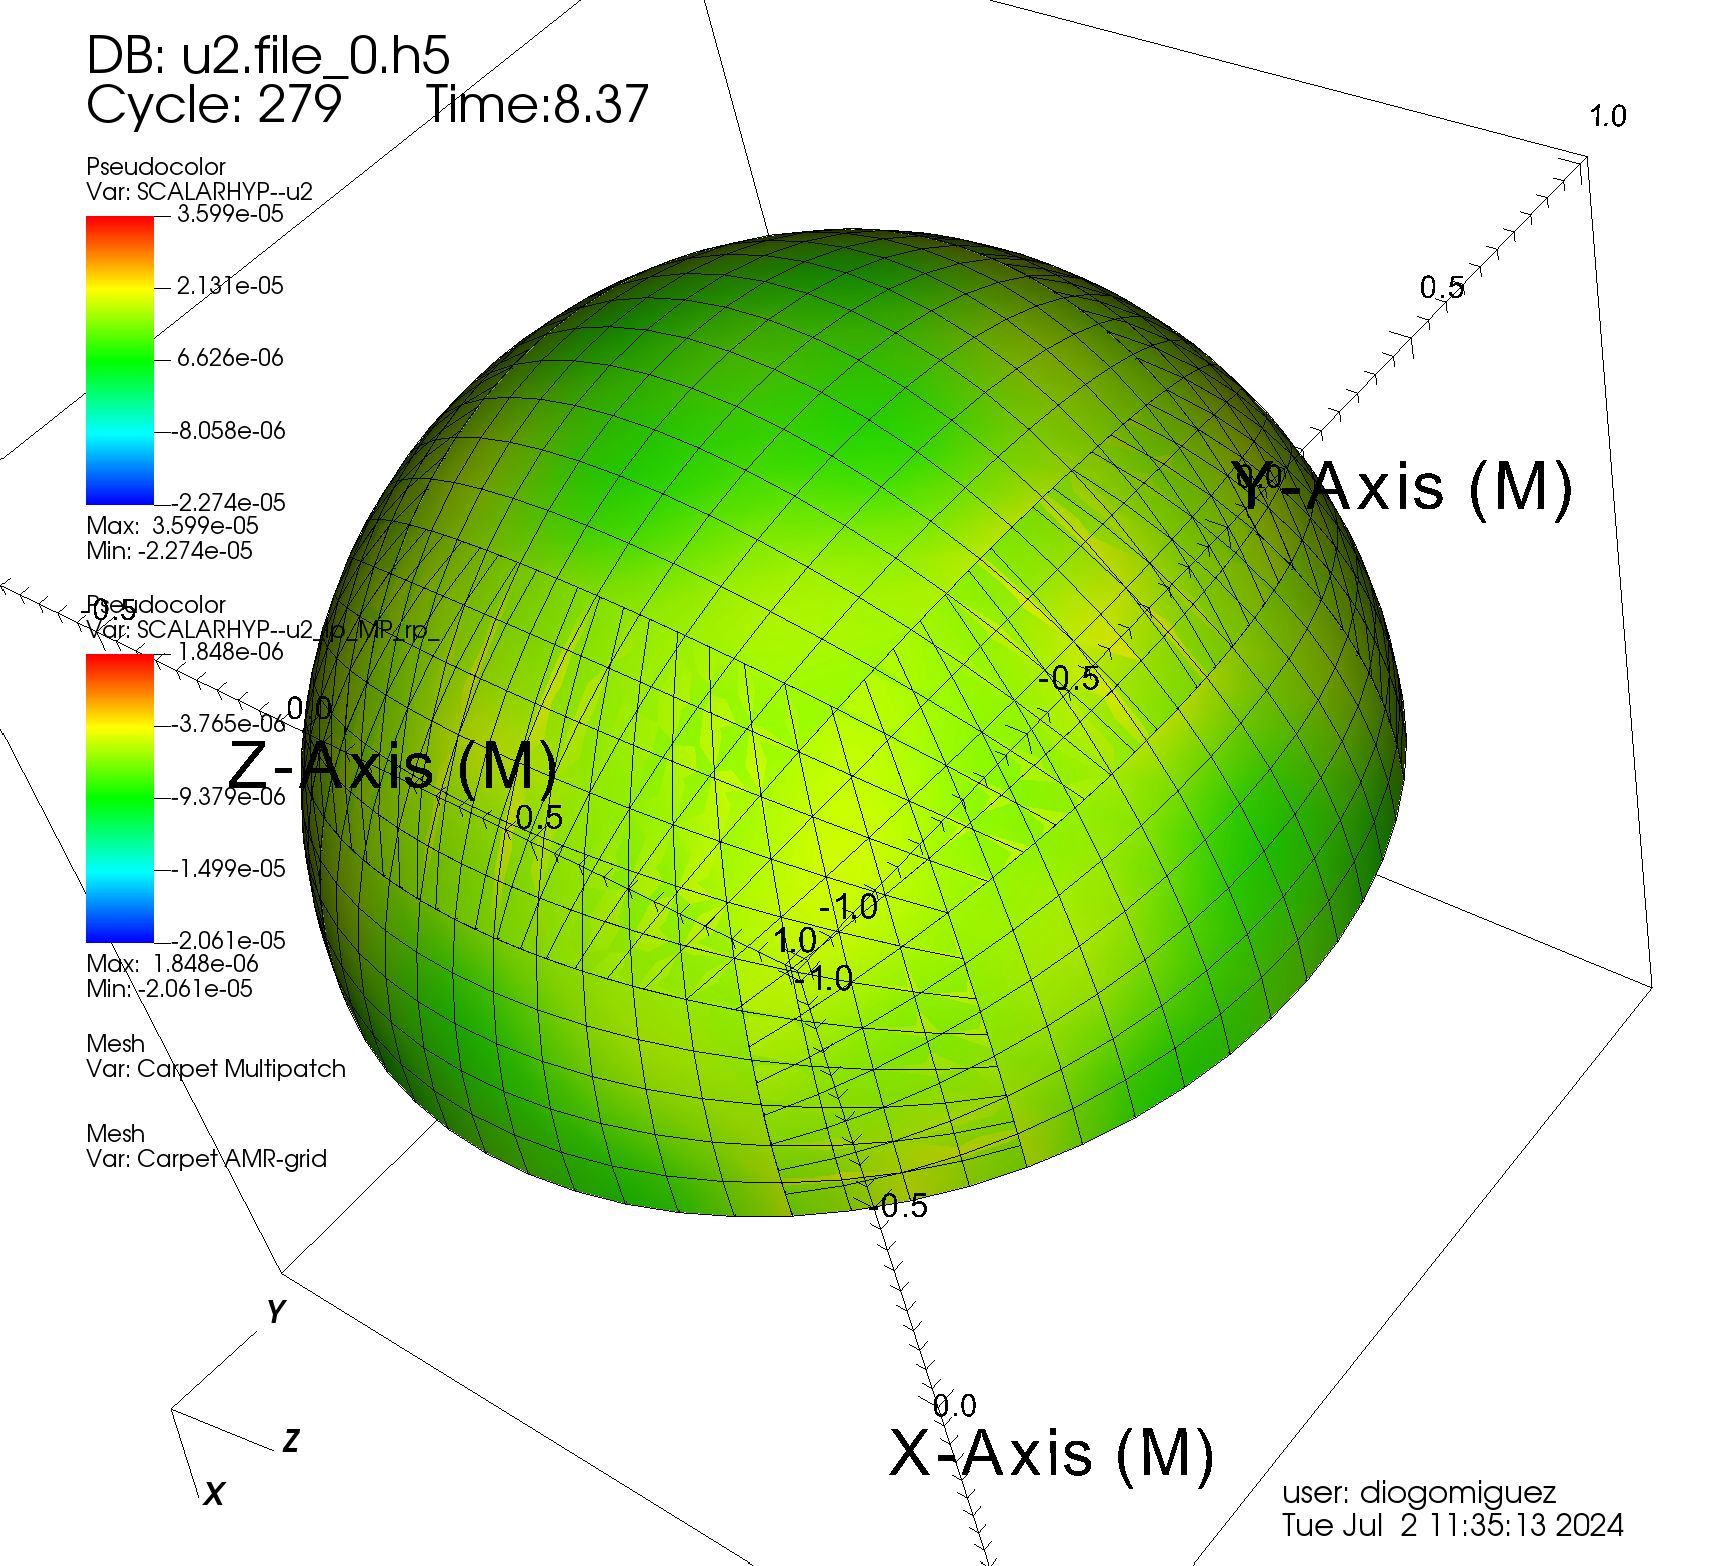 DB: u2.file_0.h5
Cycle: 279 Time:8.37
Pseudocolor
Var: SCALARHYP--u2
3.599e-05
2.131e-05
6.626e-06
-8.058e-06
-2.274e-05
Max: 3.599e-05
Min: -2.274e-05
Pseudocolor
Var: SCALARHYP--u2_lp_MP_rp_
1.848e-06
-3.765e-06
-9.379e-06
-1.499e-05
-2.061e-05
Max: 1.848e-06
Min: -2.061e-05
Mesh
Var: Carpet Multipatch
Mesh
Var: Carpet AMR-grid
1.0
0.5
0.0
Y-Axis (M)
-0.5
-1.0
-0.5
0.0
Z-Axis (M)
0.5
1.0
-1.0
-0.5
0.0
X-Axis (M)
Y
Z
X
user: diogomiguez
Tue Jul 2 11:35:13 2024